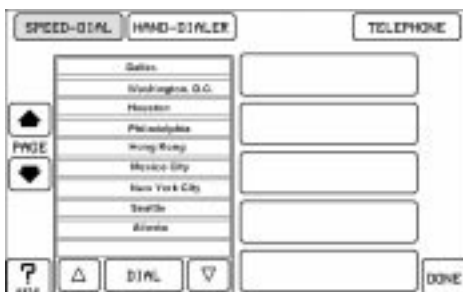 SPEED-DIAL HAND-DIALER TELEPHONE
Dallas
Washington, D.C.
Houston
Philadelphia
Hong Kong
Mexico City
New York City
Seattle
Atlanta
PAGE
? DIAL DONE